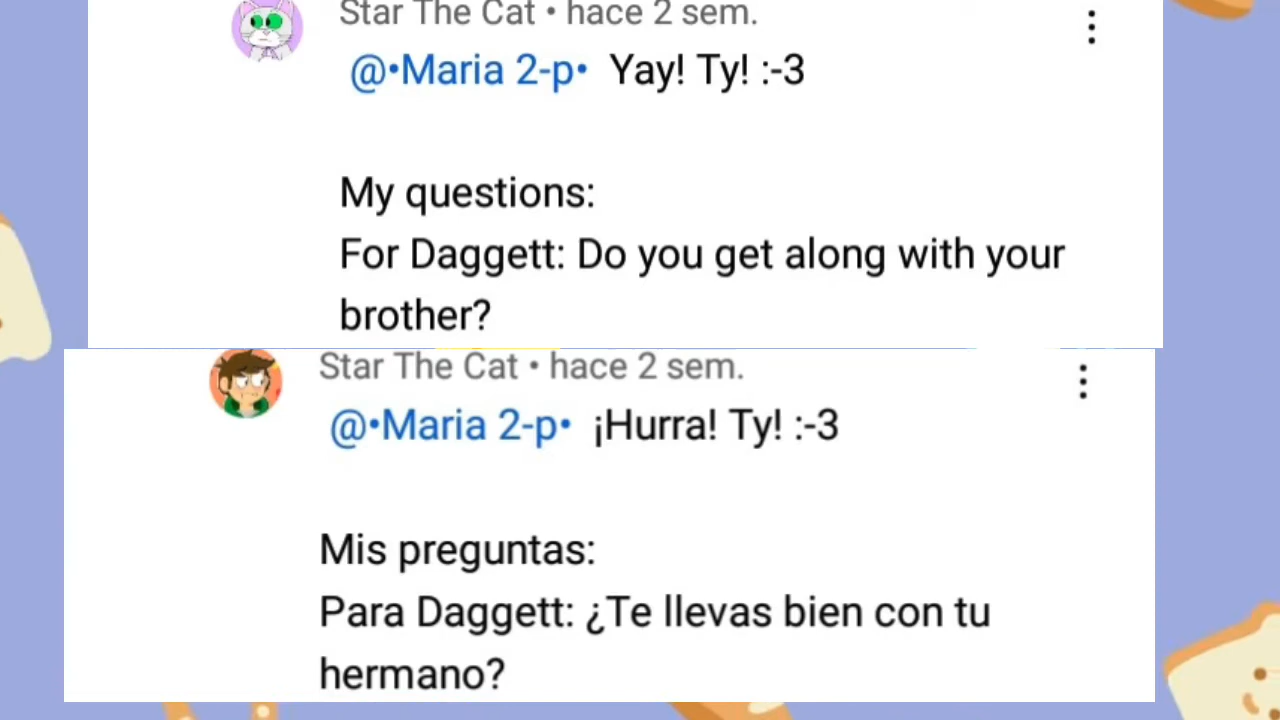 Star The Cat • hace 2 sem.
@•Maria 2-p• Yay! Ty! :-3
My questions:
For Daggett: Do you get along with your
brother?
Star The Cat • hace 2 sem.
@•Maria 2-p• ¡Hurra! Ty! :-3
Mis preguntas:
Para Daggett: ¿Te llevas bien con tu
hermano?